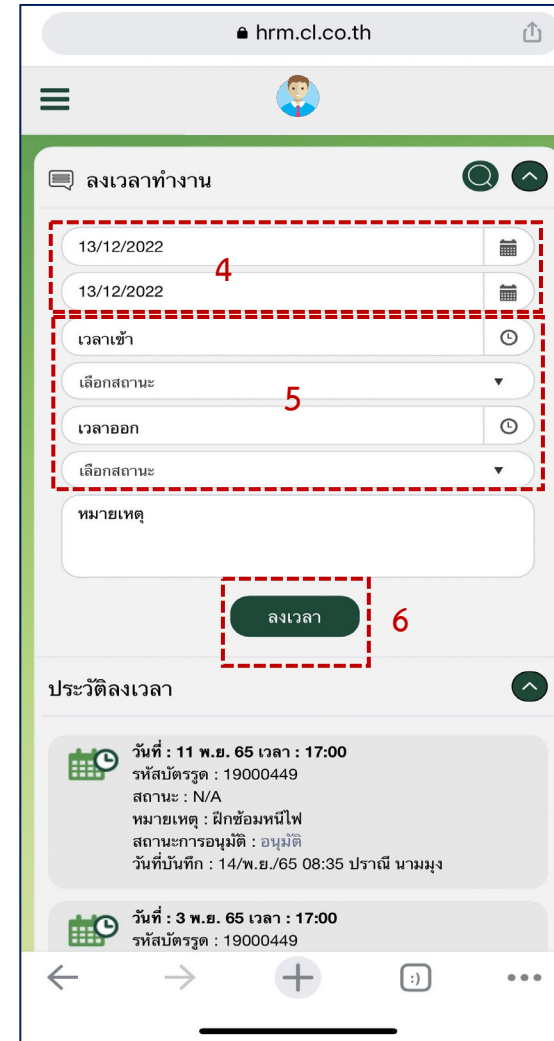 hrm.cl.co.th
ลงเวลาทำงาน
13/12/2022
4
13/12/2022
เวลาเข้า
เลือกสถานะ
5
เวลาออก
เลือกสถานะ
หมายเหตุ
ลงเวลา
6
ประวัติลงเวลา
วันที่ : 11 พ.ย. 65 เวลา : 17:00
รหัสบัตรรูด : 19000449
สถานะ : N/A
หมายเหตุ : ฝึกซ้อมหนีไฟ
สถานะการอนุมัติ : อนุมัติ
วันที่บันทึก : 14/พ.ย./65 08:35 ปราณี นามมุง
วันที่ : 3 พ.ย. 65 เวลา : 17:00
รหัสบัตรรูด : 19000449
:)